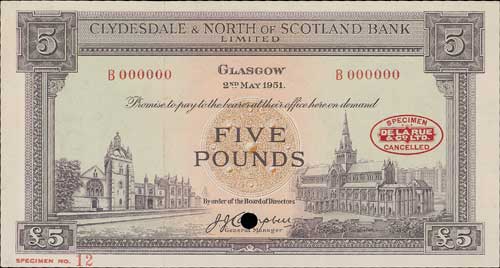 5 CLYDESDALE & NORTH OF SCOTLAND BANK 5
LIMITED
B 000000 GLASGOW B 000000
2ND MAY 1951.
Promise to pay to the bearer at their office here on demand
FIVE
POUNDS
SPECIMEN
DE LA RUE
& CO. LTD.
CANCELLED
By order of the Board of Directors
General Manager
£5 £5
SPECIMEN NO. 12